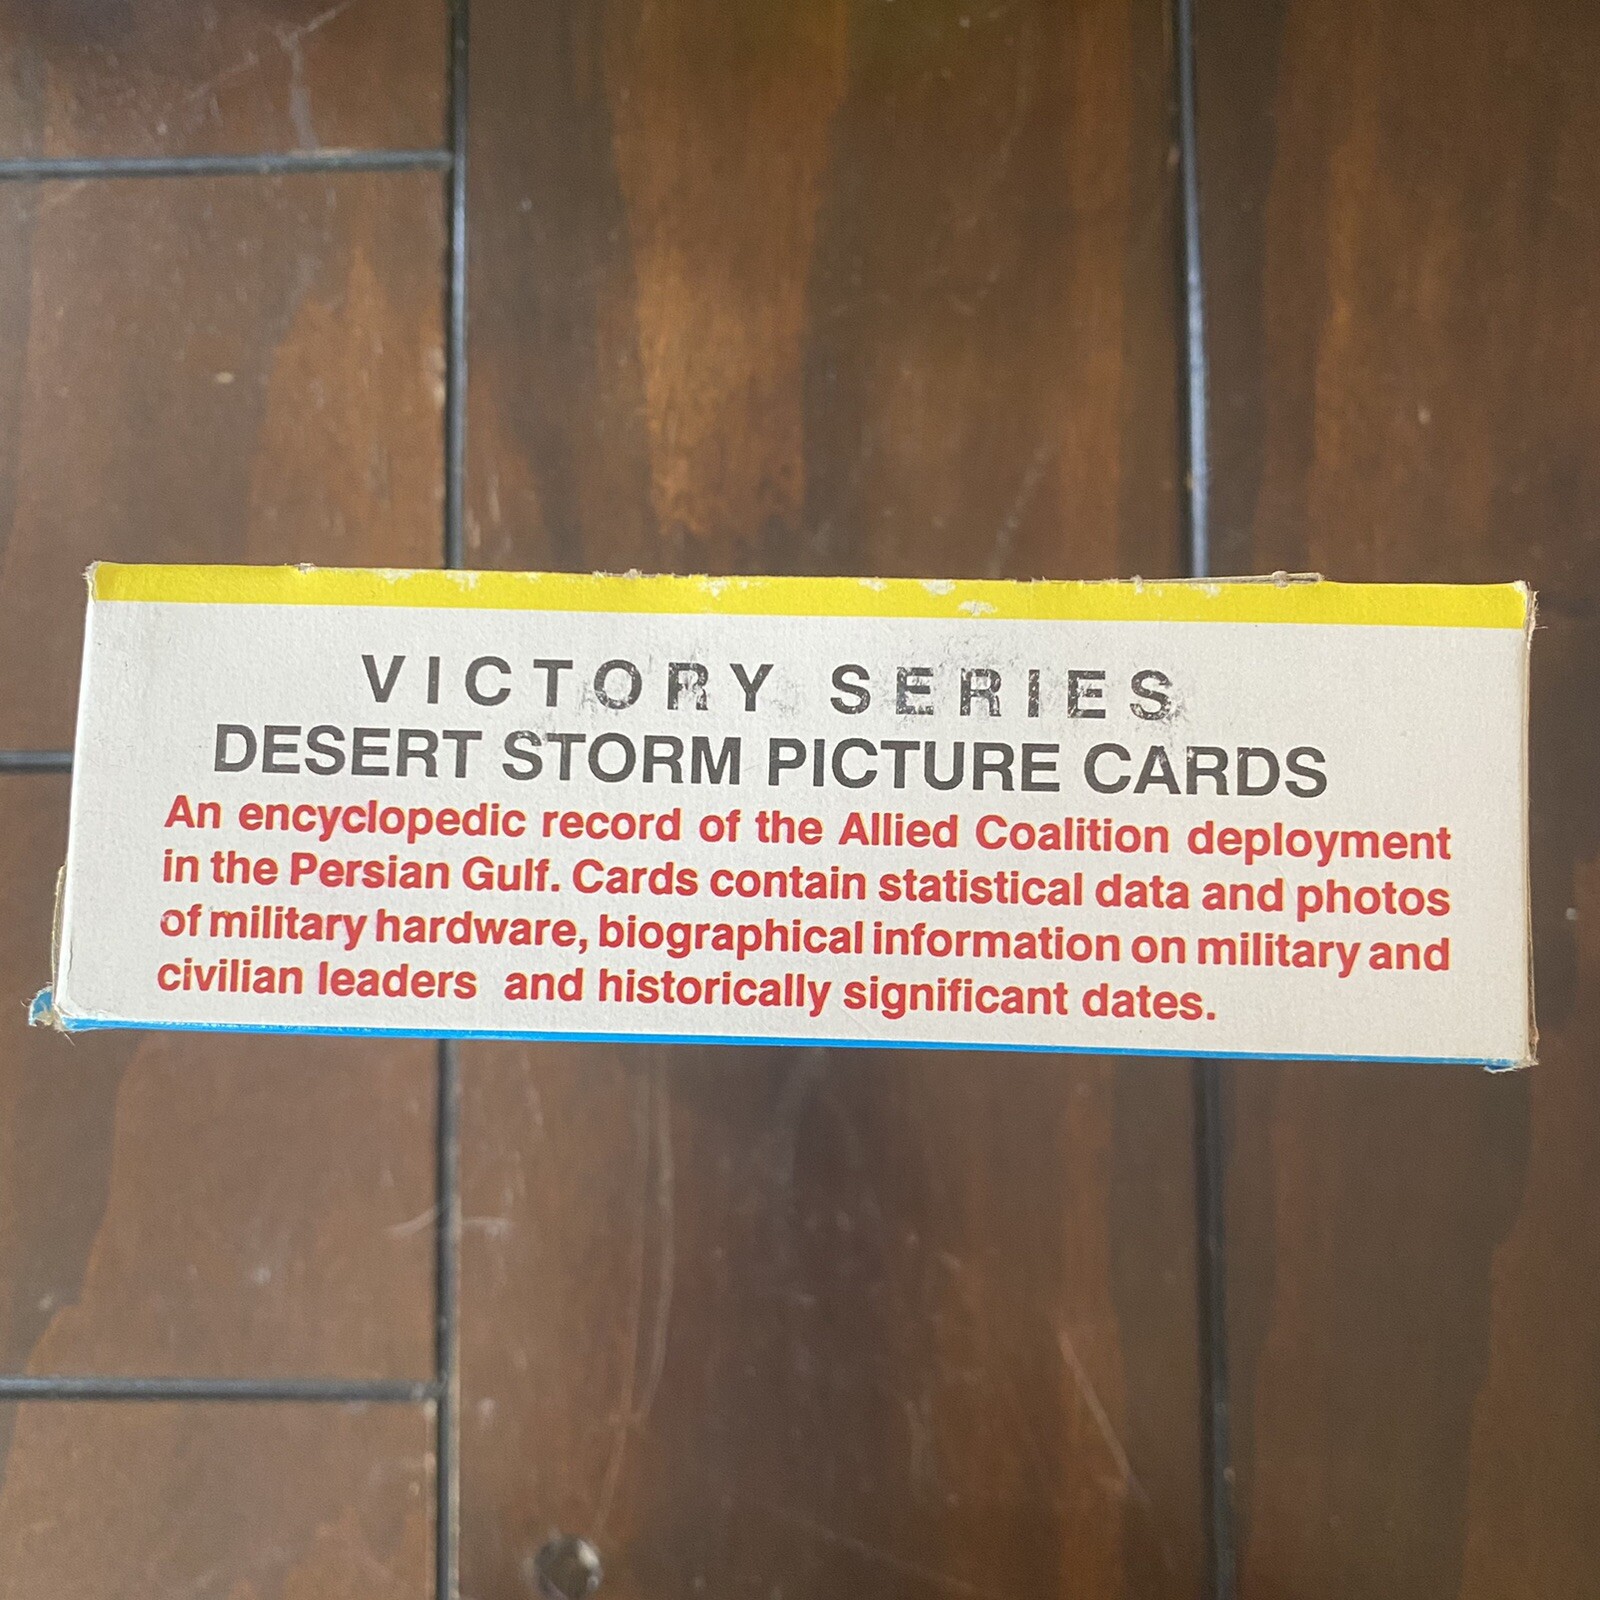 VICTORY SERIES
DESERT STORM PICTURE CARDS
An encyclopedic record of the Allied Coalition deployment
in the Persian Gulf. Cards contain statistical data and photos
of military hardware, biographical information on military and
civilian leaders and historically significant dates.